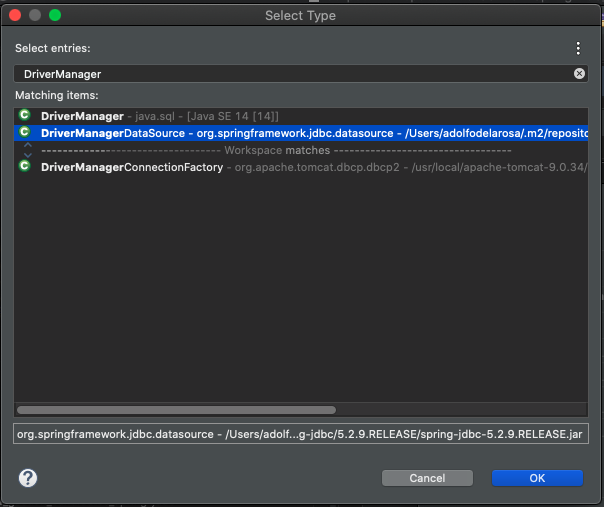 Select Type
Select entries:
DriverManager
Matching items:
C DriverManager - java.sql - [Java SE 14 [14]]
C DriverManagerDataSource - org.springframework.jdbc.datasource - /Users/adolfodelarosa/.m2/reposito
---------------------------------- Workspace matches ----------------------------------
C DriverManagerConnectionFactory - org.apache.tomcat.dbcp.dbcp2 - /usr/local/apache-tomcat-9.0.34/
org.springframework.jdbc.datasource - /Users/adolf...g-jdbc/5.2.9.RELEASE/spring-jdbc-5.2.9.RELEASE.jar
?
Cancel
OK